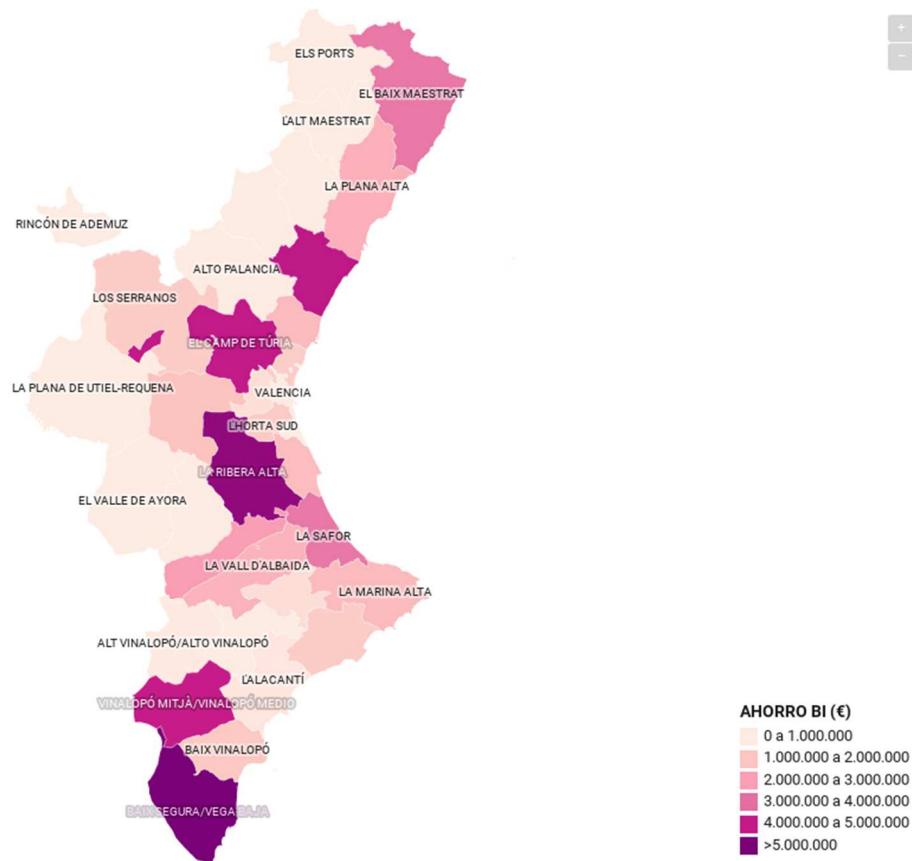 +
−
ELS PORTS
EL BAIX MAESTRAT
L'ALT MAESTRAT
LA PLANA ALTA
RINCÓN DE ADEMUZ
ALTO PALANCIA
LOS SERRANOS
EL CAMP DE TÚRIA
LA PLANA DE UTIEL-REQUENA
VALENCIA
L'HORTA SUD
LA RIBERA ALTA
EL VALLE DE AYORA
LA SAFOR
LA VALL D'ALBAIDA
LA MARINA ALTA
ALT VINALOPÓ/ALTO VINALOPÓ
L'ALACANTÍ
VINALOPÓ MITJÀ/VINALOPÓ MEDIO
BAIX VINALOPÓ
BAIX SEGURA/VEGA BAJA
AHORRO BI (€)
0 a 1.000.000
1.000.000 a 2.000.000
2.000.000 a 3.000.000
3.000.000 a 4.000.000
4.000.000 a 5.000.000
>5.000.000